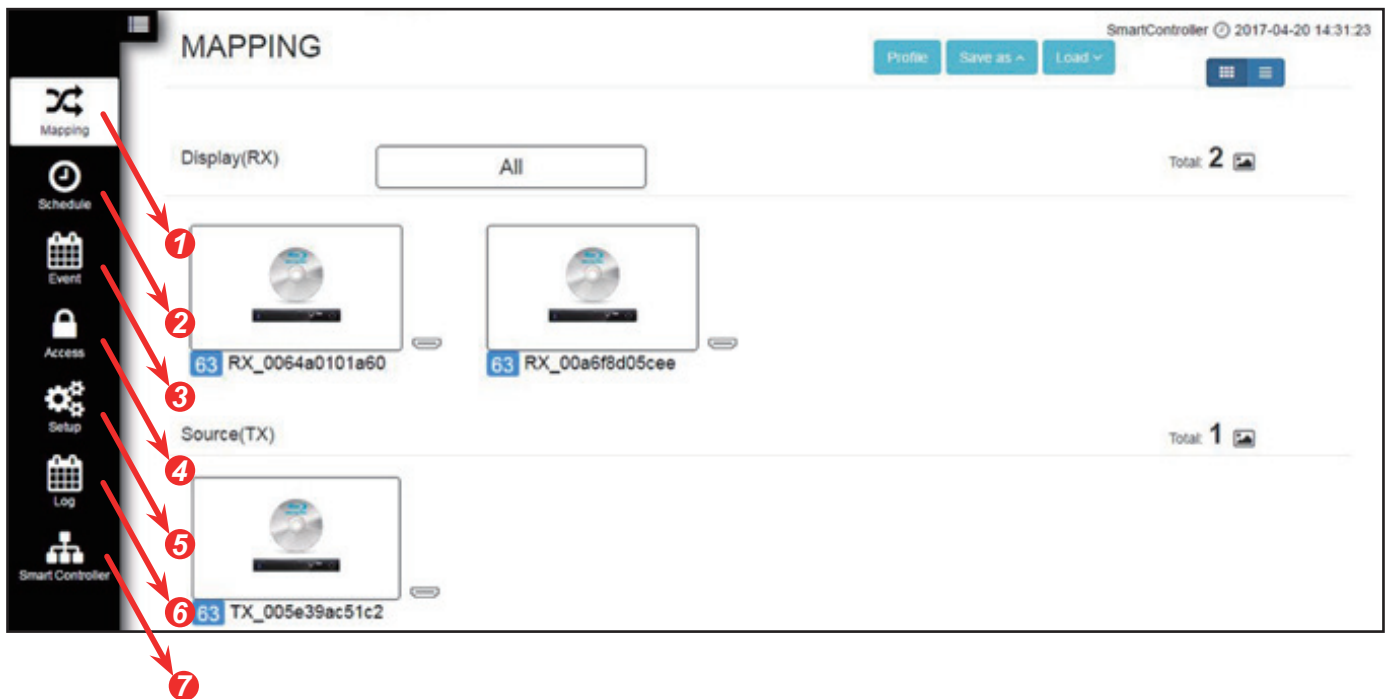 SmartController 2017-04-20 14:31:23
MAPPING
Profile Save as Load
Mapping
Schedule
Event
Access
Setup
Log
Smart Controller
Display(RX) All Total: 2
1
2
3
4
5
6
7
63 RX_0064a0101a60
63 RX_00a6f8d05cee
Source(TX) Total: 1
63 TX_005e39ac51c2